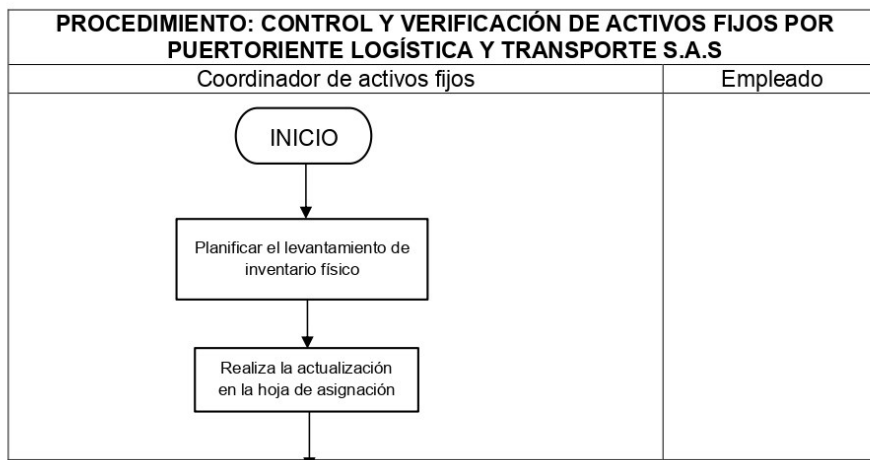 PROCEDIMIENTO: CONTROL Y VERIFICACIÓN DE ACTIVOS FIJOS POR
PUERTORIENTE LOGÍSTICA Y TRANSPORTE S.A.S
Coordinador de activos fijos
Empleado
INICIO
Planificar el levantamiento de
inventario físico
Realiza la actualización
en la hoja de asignación